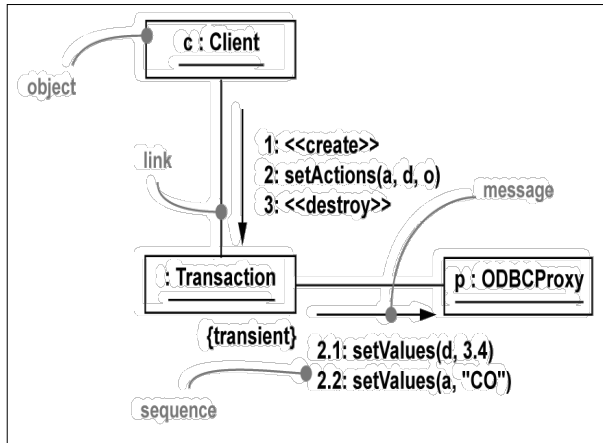 c : Client
object
1: <<create>>
link
2: setActions(a, d, o)
message
3: <<destroy>>
: Transaction
p : ODBCProxy
{transient}
2.1: setValues(d, 3.4)
2.2: setValues(a, "CO")
sequence